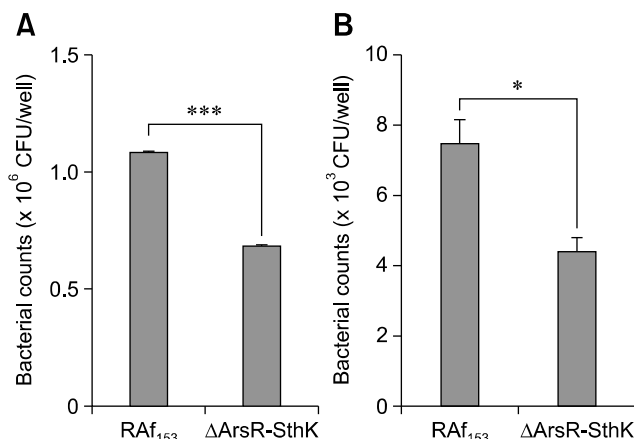 A
Bacterial counts (x 10⁶ CFU/well)
1.5
1.0
0.5
0
***
RAf₁₅₃
ΔArsR-SthK
B
Bacterial counts (x 10³ CFU/well)
10
8
6
4
2
0
*
RAf₁₅₃
ΔArsR-SthK